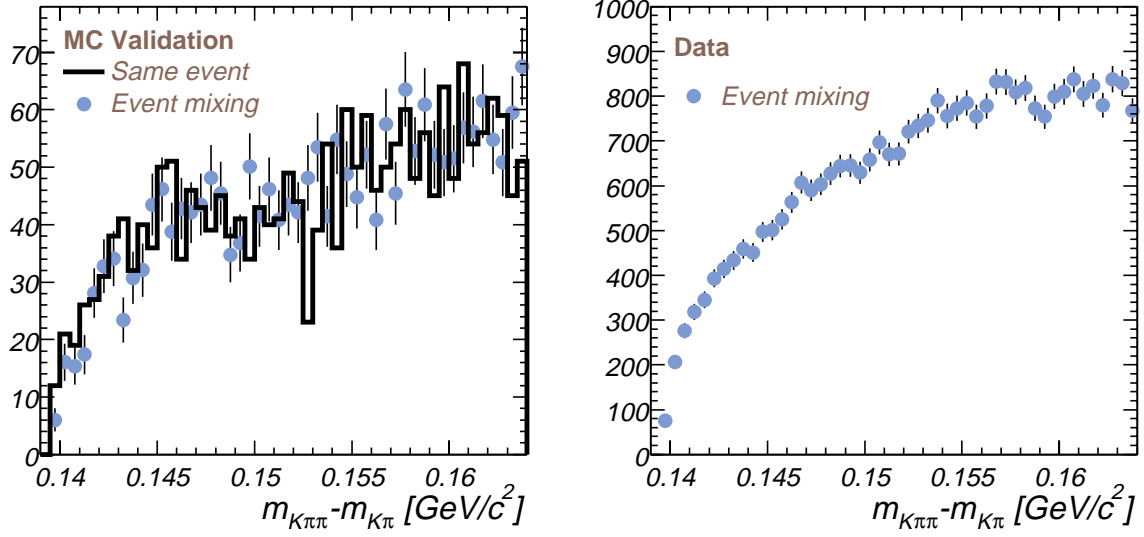 MC Validation
Same event
Event mixing
70
60
50
40
30
20
10
0
0.14 0.145 0.15 0.155 0.16
mKππ-mKπ [GeV/c²]
Data
Event mixing
1000
900
800
700
600
500
400
300
200
100
0
0.14 0.145 0.15 0.155 0.16
mKππ-mKπ [GeV/c²]